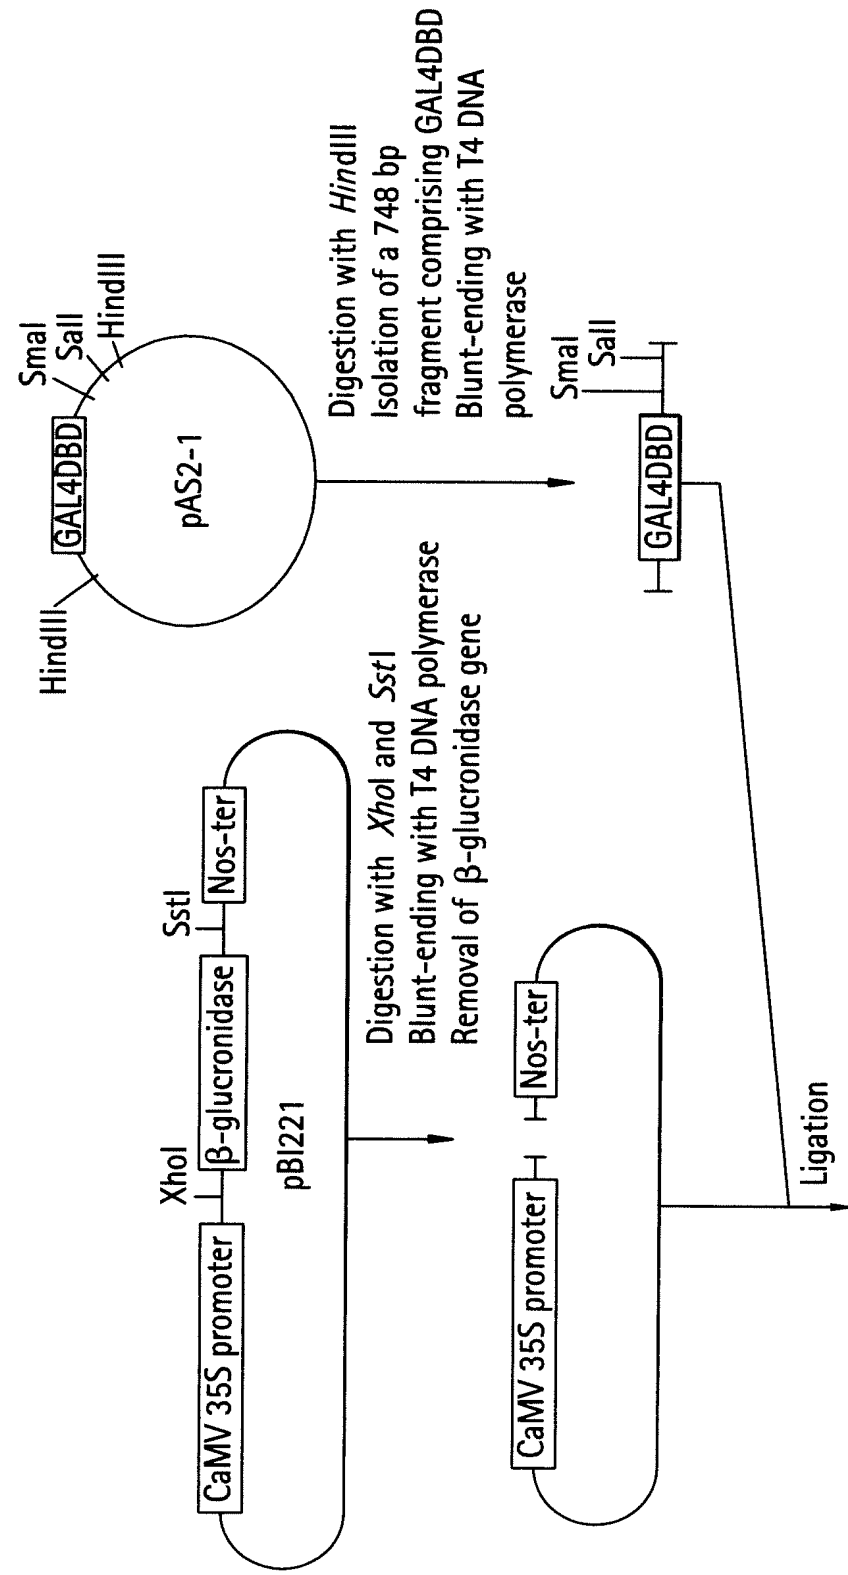 XhoI
SstI
CaMV 35S promoter
β-glucronidase
Nos-ter
pBI221
HindIII
GAL4DBD
SmaI
SalI
HindIII
pAS2-1
Digestion with XhoI and SstI
Blunt-ending with T4 DNA polymerase
Removal of β-glucronidase gene
Digestion with HindIII
Isolation of a 748 bp
fragment comprising GAL4DBD
Blunt-ending with T4 DNA
polymerase
CaMV 35S promoter
Nos-ter
SmaI
SalI
GAL4DBD
Ligation